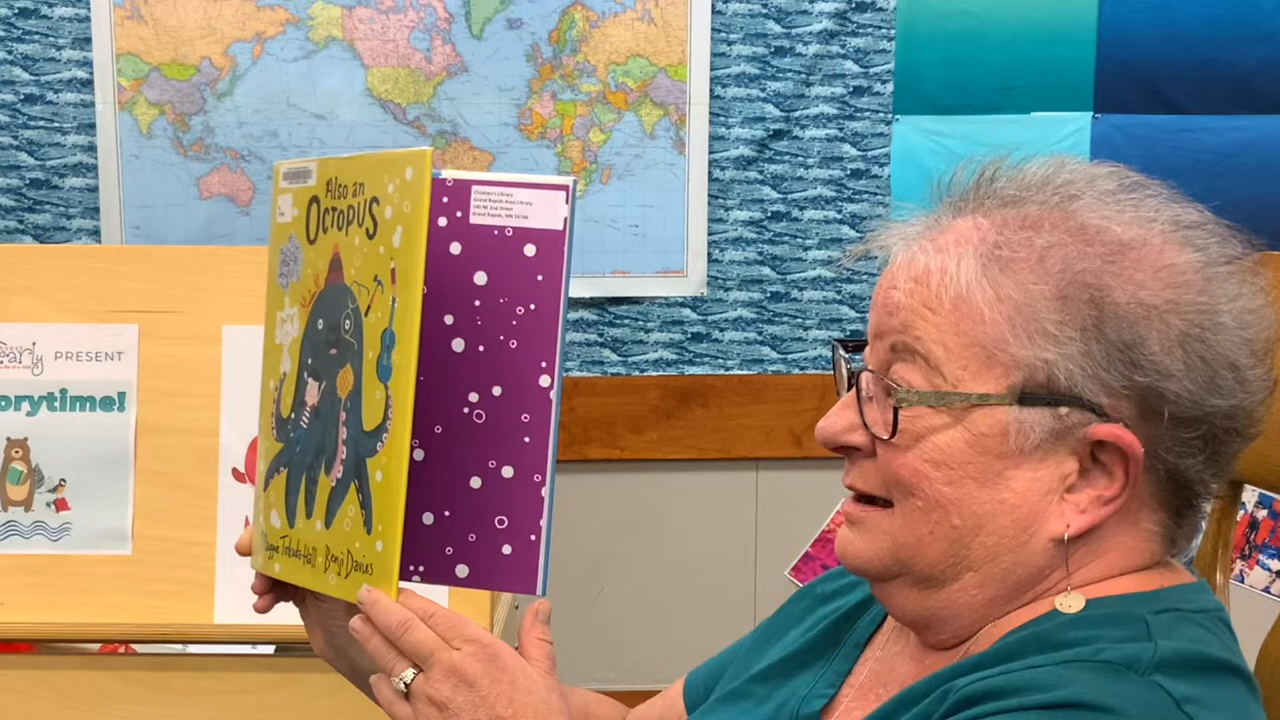 Also an
OCTOPUS
Maggie Tokuda-Hall • Benji Davies
Children's Library
Grand Rapids Area Library
140 NE 2nd Street
Grand Rapids, MN 55744
early PRESENT
orytime!